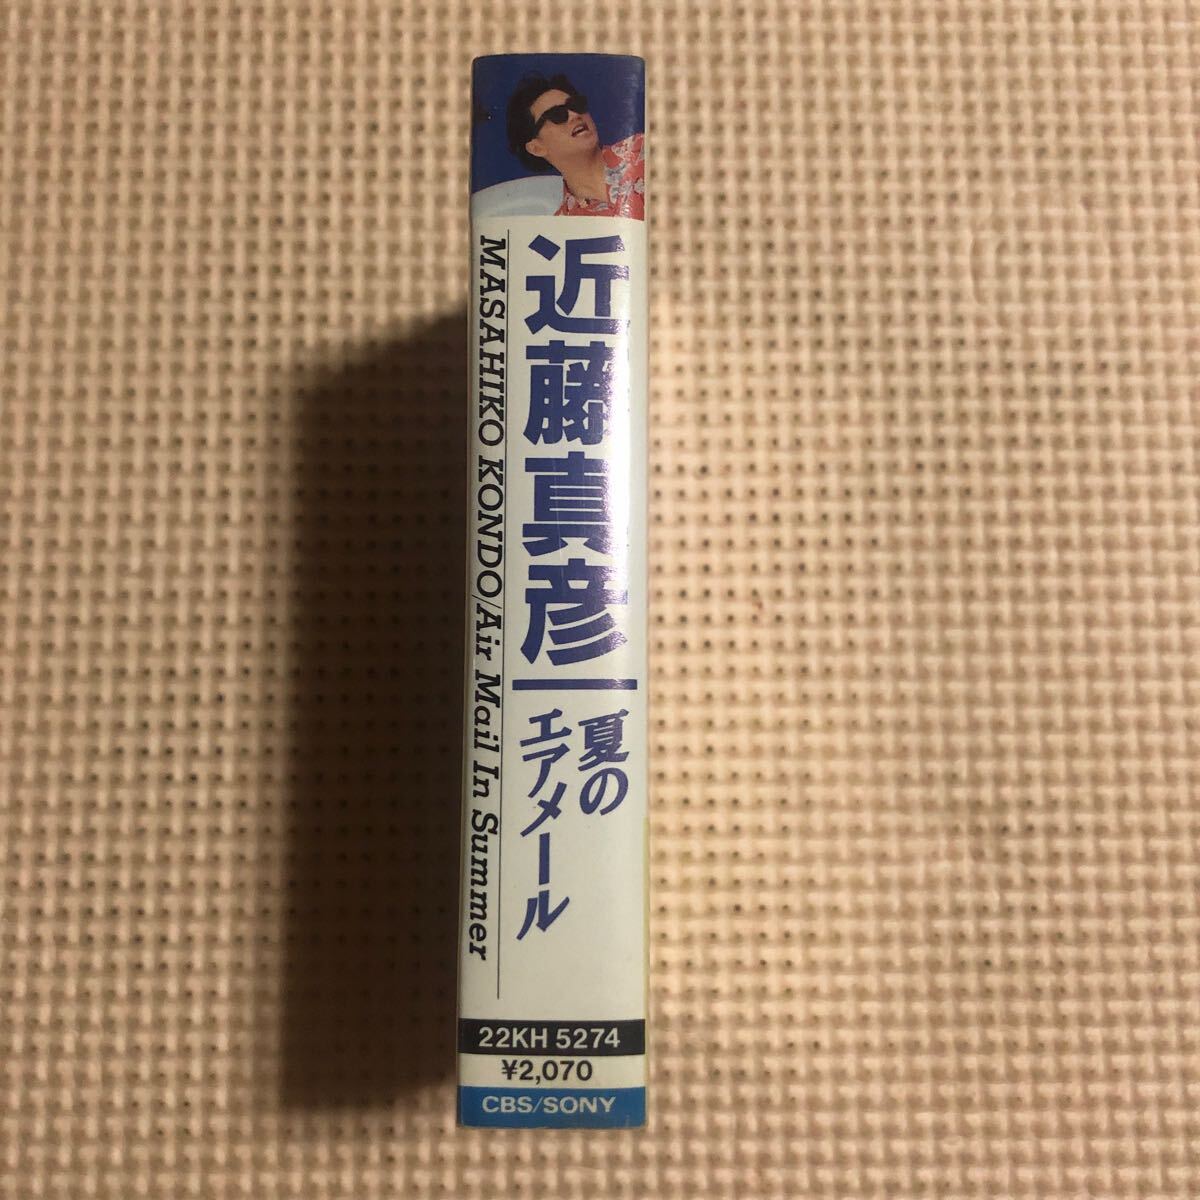 近藤真彦
夏の
エアメール
MASAHIKO KONDO/Air Mail In Summer
22KH 5274
¥2,070
CBS/SONY